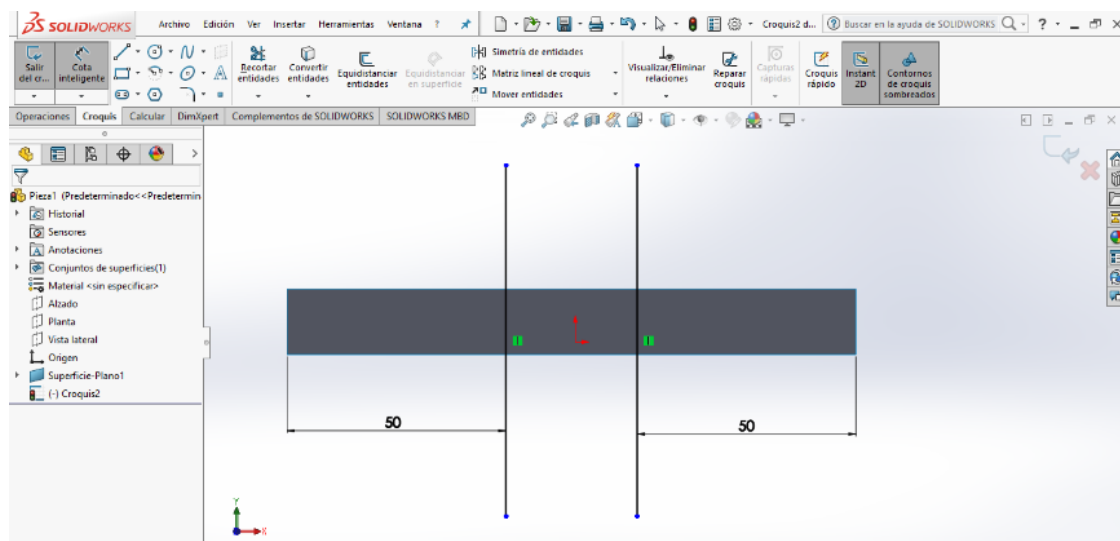 SOLIDWORKS Archivo Edición Ver Insertar Herramientas Ventana ? Croquis2 d... Buscar en la ayuda de SOLIDWORKS ?
Salir del cr...
Cota inteligente
Recortar entidades
Convertir entidades
Equidistanciar entidades
Equidistanciar en superficie
Simetría de entidades
Matriz lineal de croquis
Mover entidades
Visualizar/Eliminar relaciones
Reparar croquis
Capturas rápidas
Croquis rápido
Instant 2D
Contornos de croquis sombreados
Operaciones Croquis Calcular DimXpert Complementos de SOLIDWORKS SOLIDWORKS MBD
Pieza1 (Predeterminado<<Predetermin
Historial
Sensores
Anotaciones
Conjuntos de superficies(1)
Material <sin especificar>
Alzado
Planta
Vista lateral
Origen
Superficie-Plano1
(-) Croquis2
50
50
Y
X